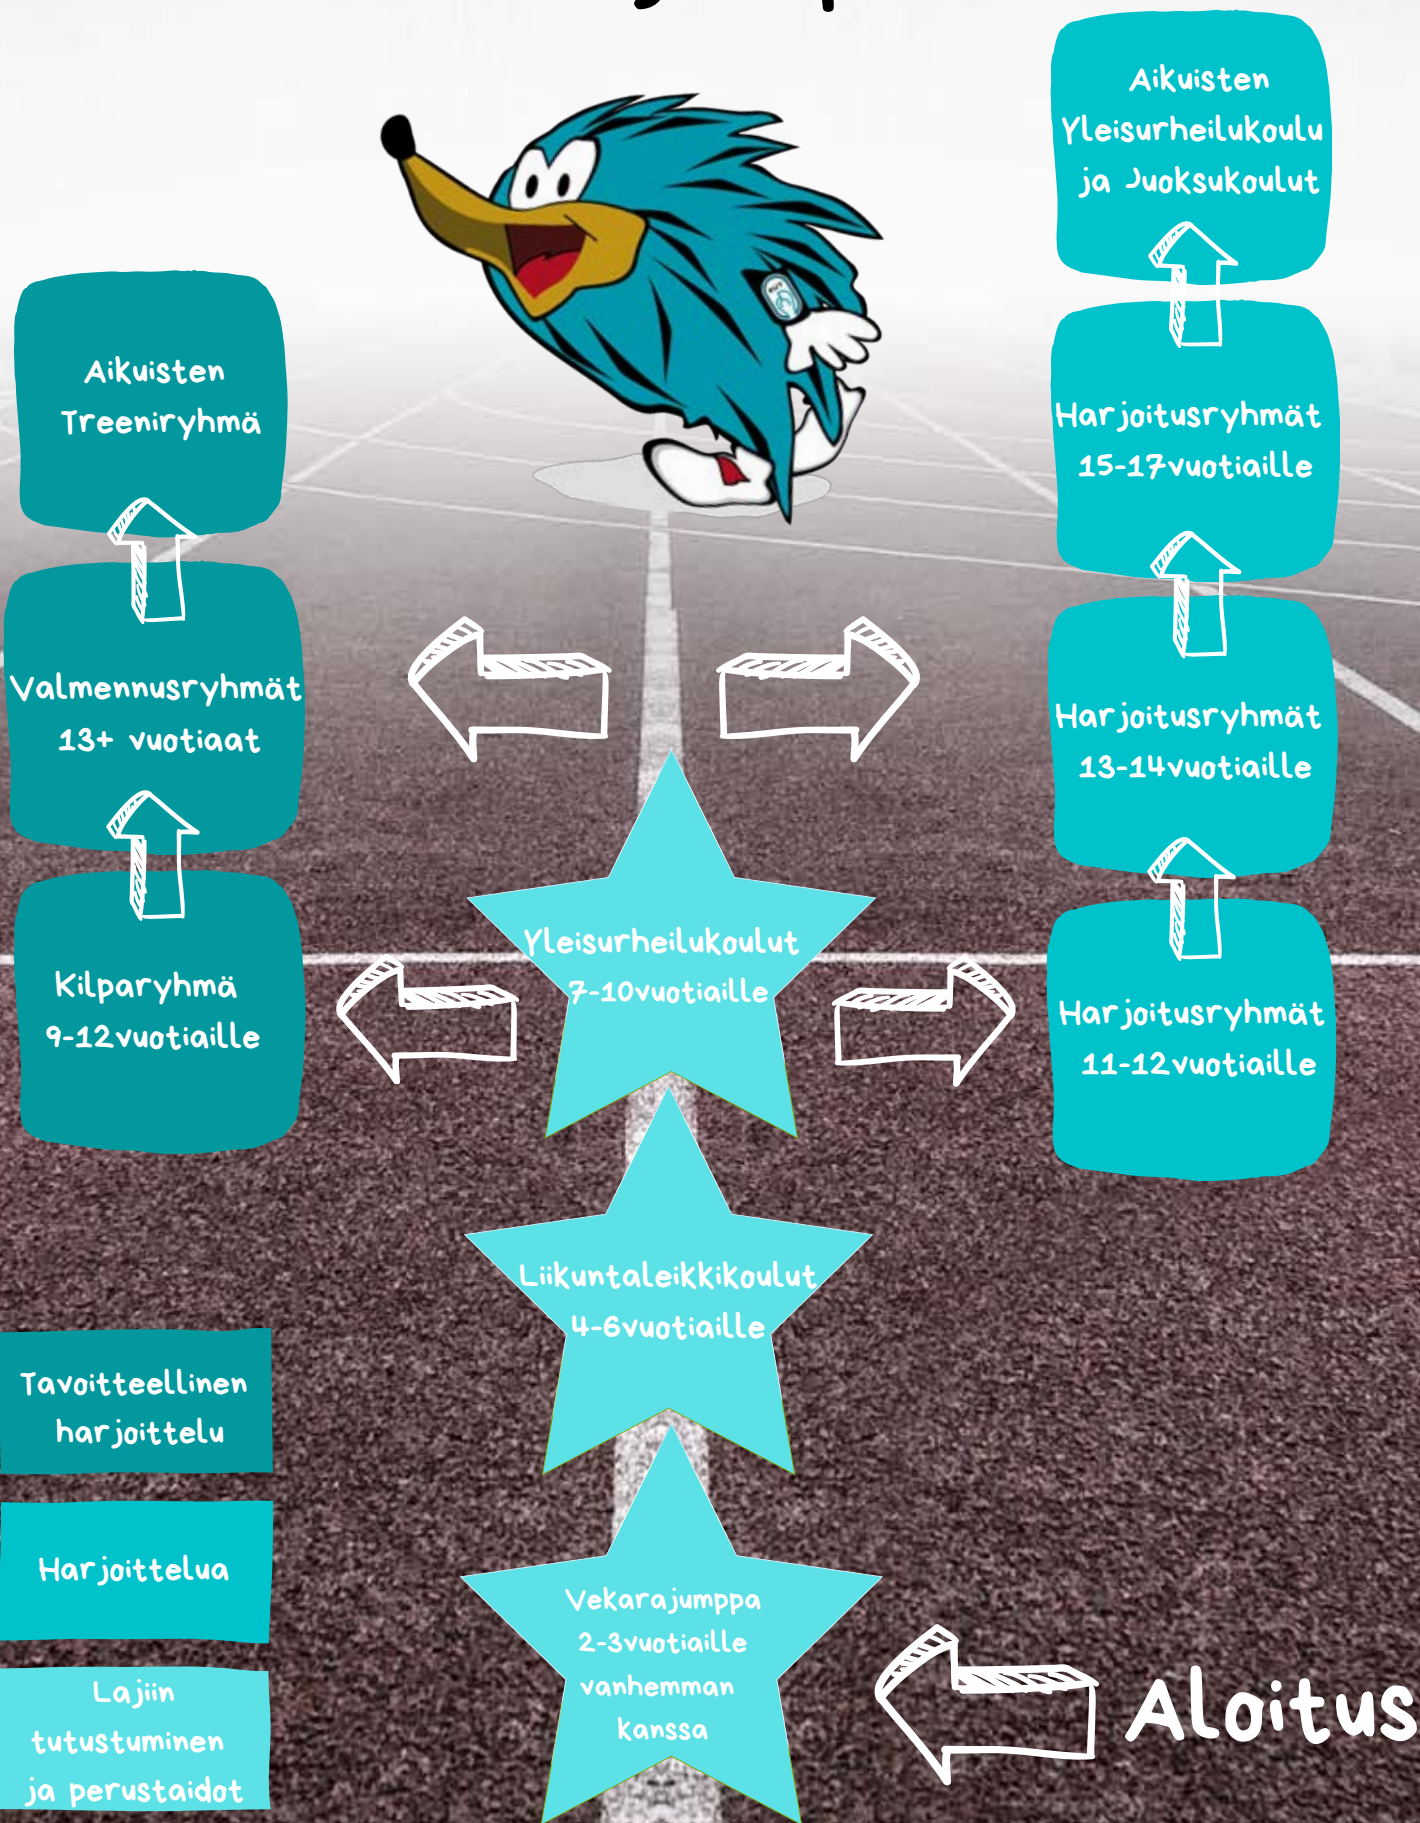 Aikuisten
Yleisurheilukoulu
ja Juoksukoulut
Harjoitusryhmät
15-17vuotiaille
Harjoitusryhmät
13-14vuotiaille
Harjoitusryhmät
11-12vuotiaille
Aikuisten
Treeniryhmä
Valmennusryhmät
13+ vuotiaat
Kilparyhmä
9-12vuotiaille
Yleisurheilukoulut
7-10vuotiaille
Liikuntaleikkikoulut
4-6vuotiaille
Vekarajumppa
2-3vuotiaille
vanhemman
kanssa
Aloitus
Tavoitteellinen
harjoittelu
Harjoittelua
Lajiin
tutustuminen
ja perustaidot